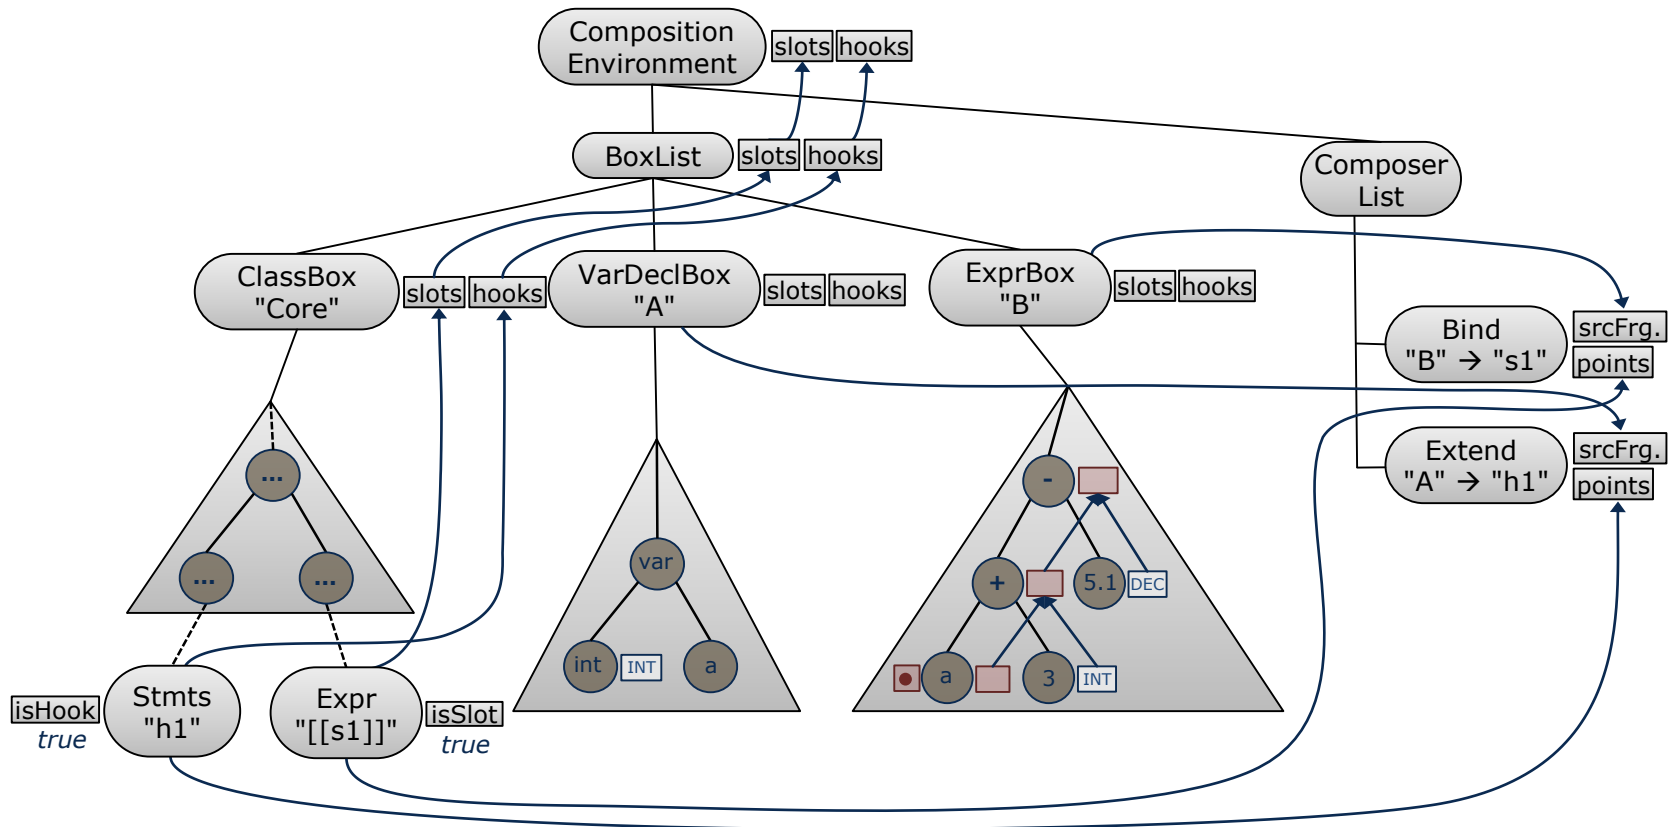 Composition
Environment
slots
hooks
BoxList
slots
hooks
Composer
List
ClassBox
"Core"
slots
hooks
VarDeclBox
"A"
slots
hooks
ExprBox
"B"
slots
hooks
Bind
"B" → "s1"
srcFrg.
points
Extend
"A" → "h1"
srcFrg.
points
...
...
...
var
int
INT
a
-
+
5.1
DEC
a
3
INT
isHook
true
Stmts
"h1"
Expr
"[[s1]]"
isSlot
true